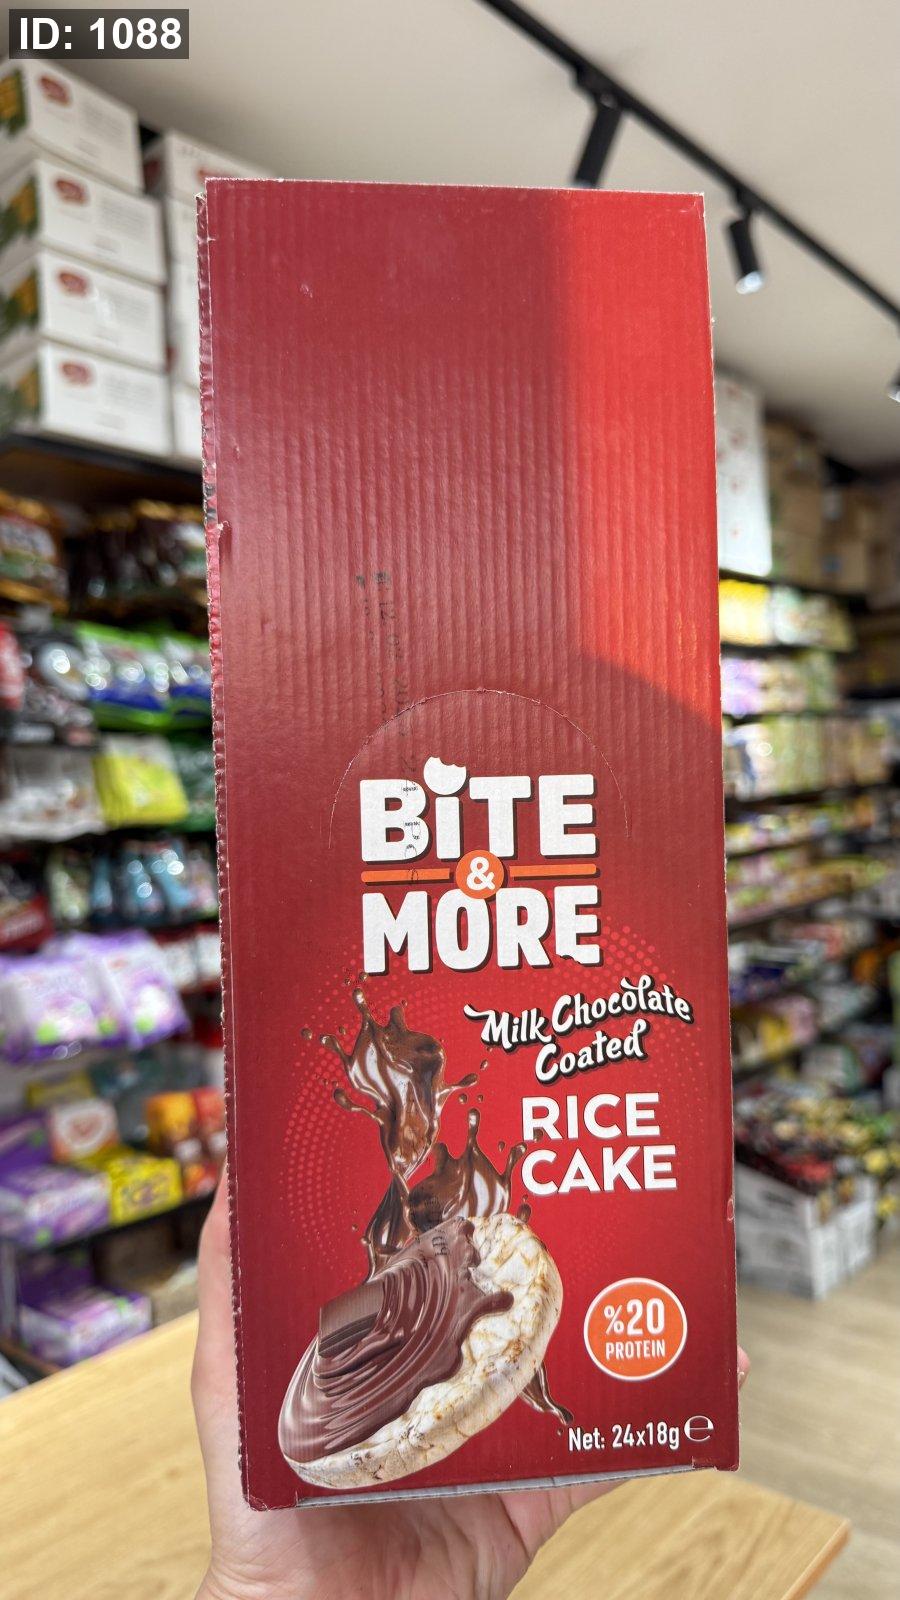 ID: 1088
BiTE
&
MORE
Milk Chocolate
Coated
RICE
CAKE
%20
PROTEIN
Net: 24x18g ℮